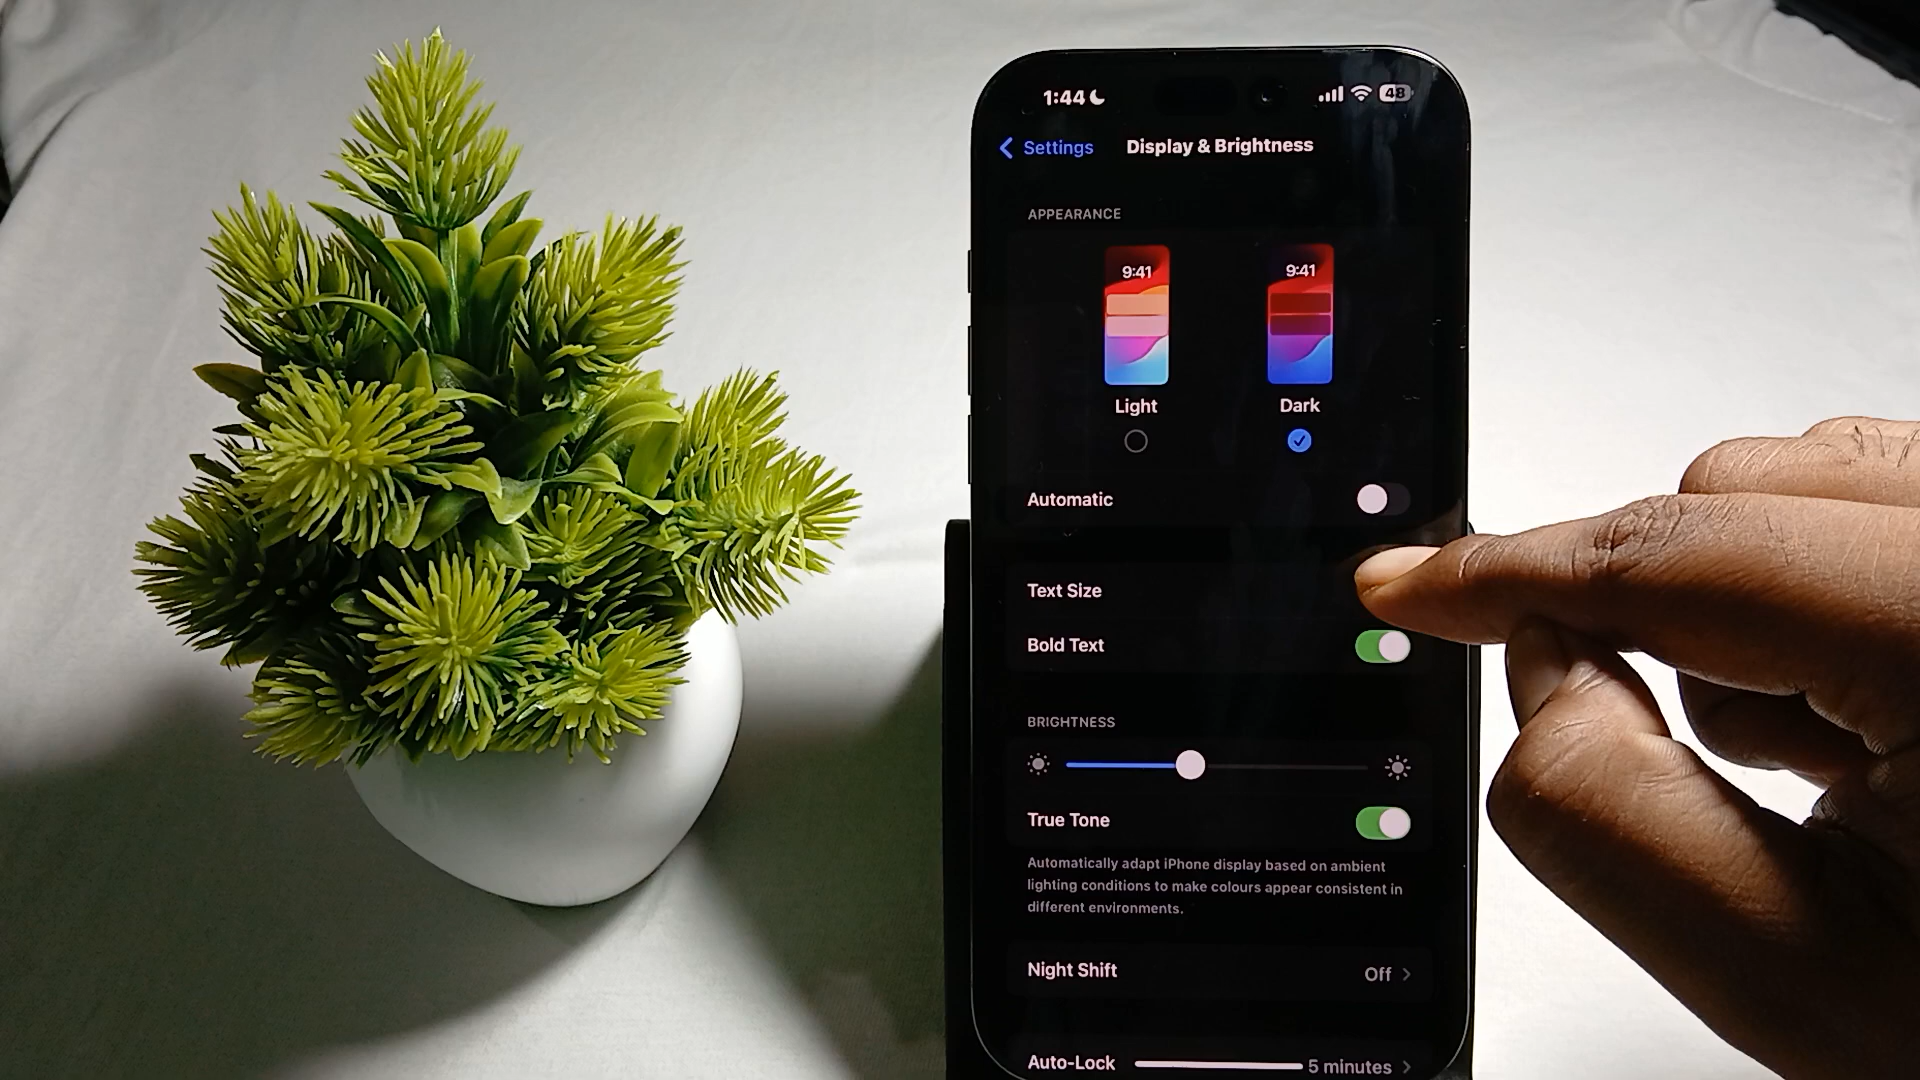 1:44
48
Settings
Display & Brightness
APPEARANCE
9:41
9:41
Light
Dark
Automatic
Text Size
Bold Text
BRIGHTNESS
True Tone
Automatically adapt iPhone display based on ambient
lighting conditions to make colours appear consistent in
different environments.
Night Shift
Off
Auto-Lock
5 minutes